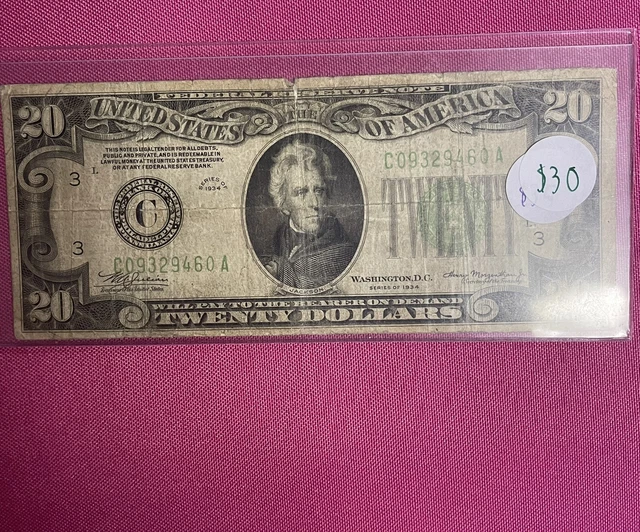 FEDERAL RESERVE NOTE
20
20
UNITED STATES
THE
OF AMERICA
THIS NOTE IS LEGAL TENDER FOR ALL DEBTS,
PUBLIC AND PRIVATE, AND IS REDEEMABLE IN
LAWFUL MONEY AT THE UNITED STATES TREASURY,
OR AT ANY FEDERAL RESERVE BANK.
L
3
SERIES OF
1934
C
C09329460A
$30
3
3
C09329460A
JACKSON
WASHINGTON, D.C.
SERIES OF 1934
20
WILL PAY TO THE BEARER ON DEMAND
TWENTY DOLLARS